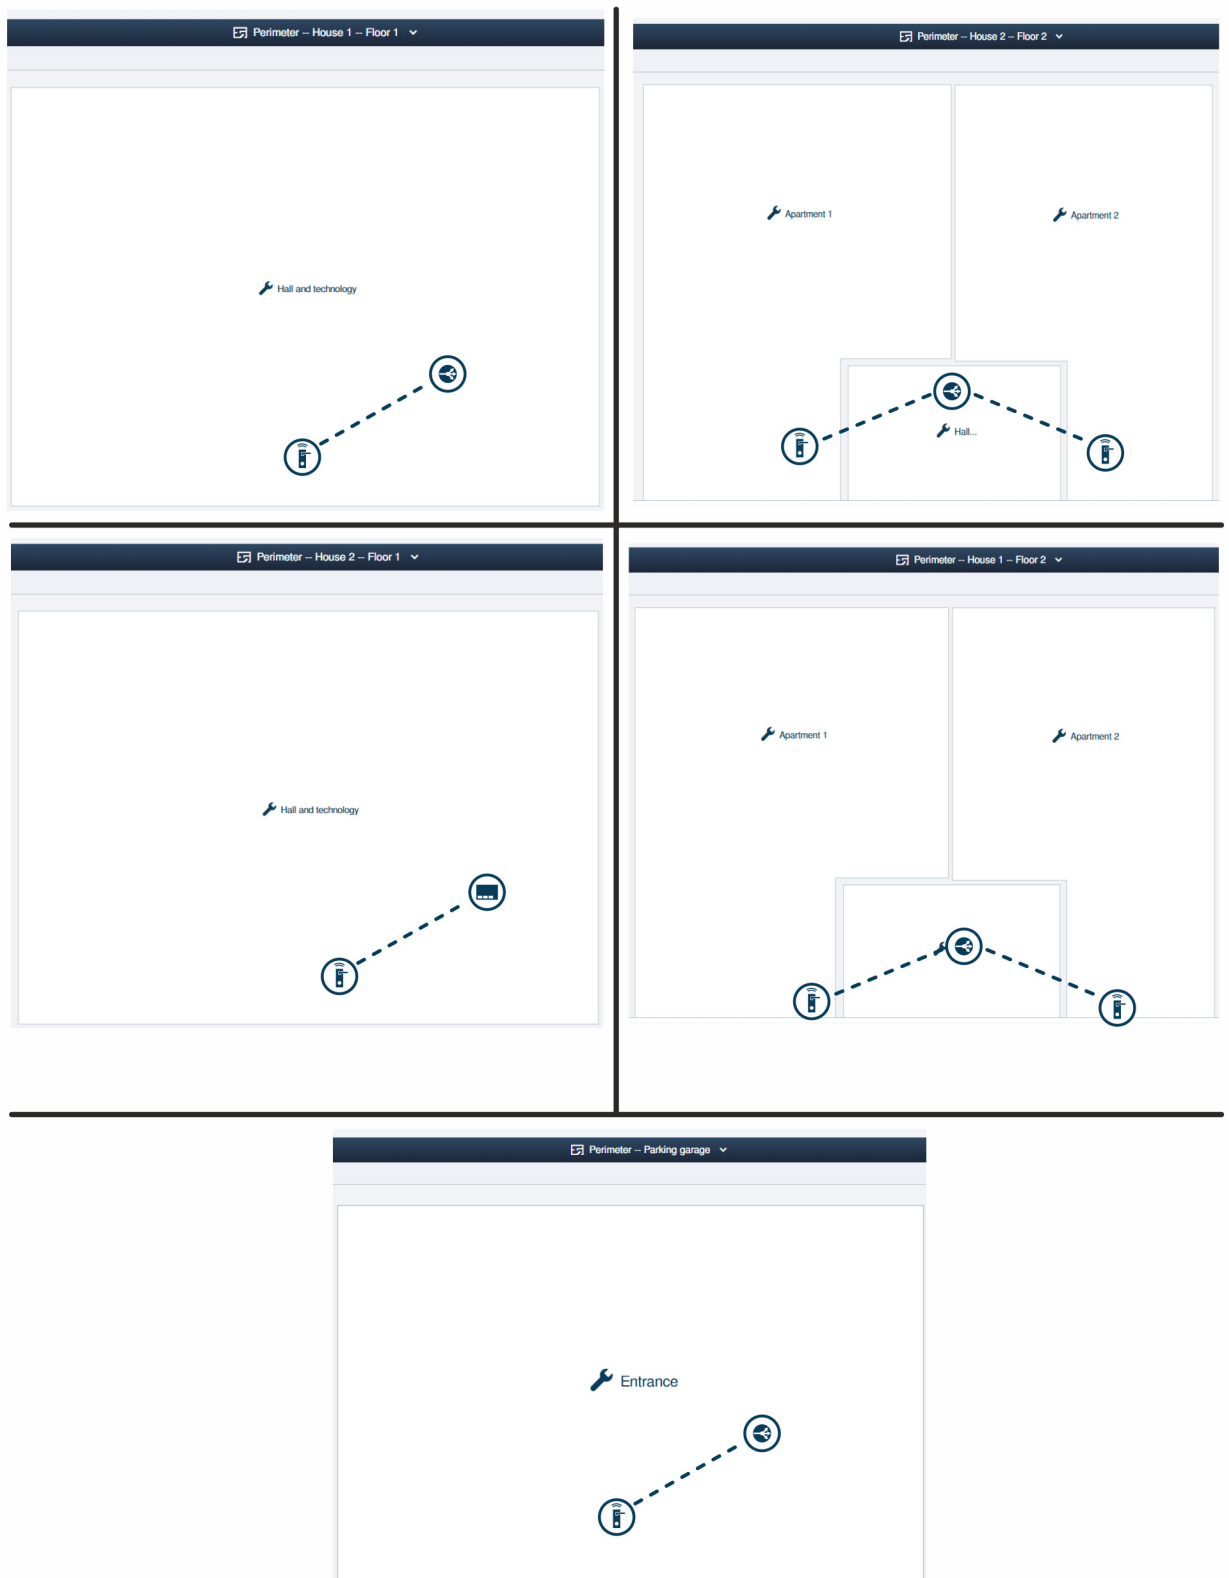 Perimeter -- House 1 -- Floor 1
Hall and technology
Perimeter -- House 2 -- Floor 2
Apartment 1
Apartment 2
Hall...
Perimeter -- House 2 -- Floor 1
Hall and technology
Perimeter -- House 1 -- Floor 2
Apartment 1
Apartment 2
Perimeter -- Parking garage
Entrance